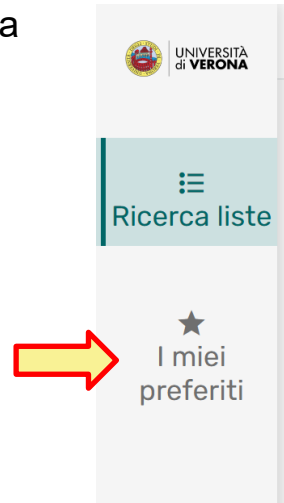 a
UNIVERSITÀ
di VERONA
Ricerca liste
I miei
preferiti